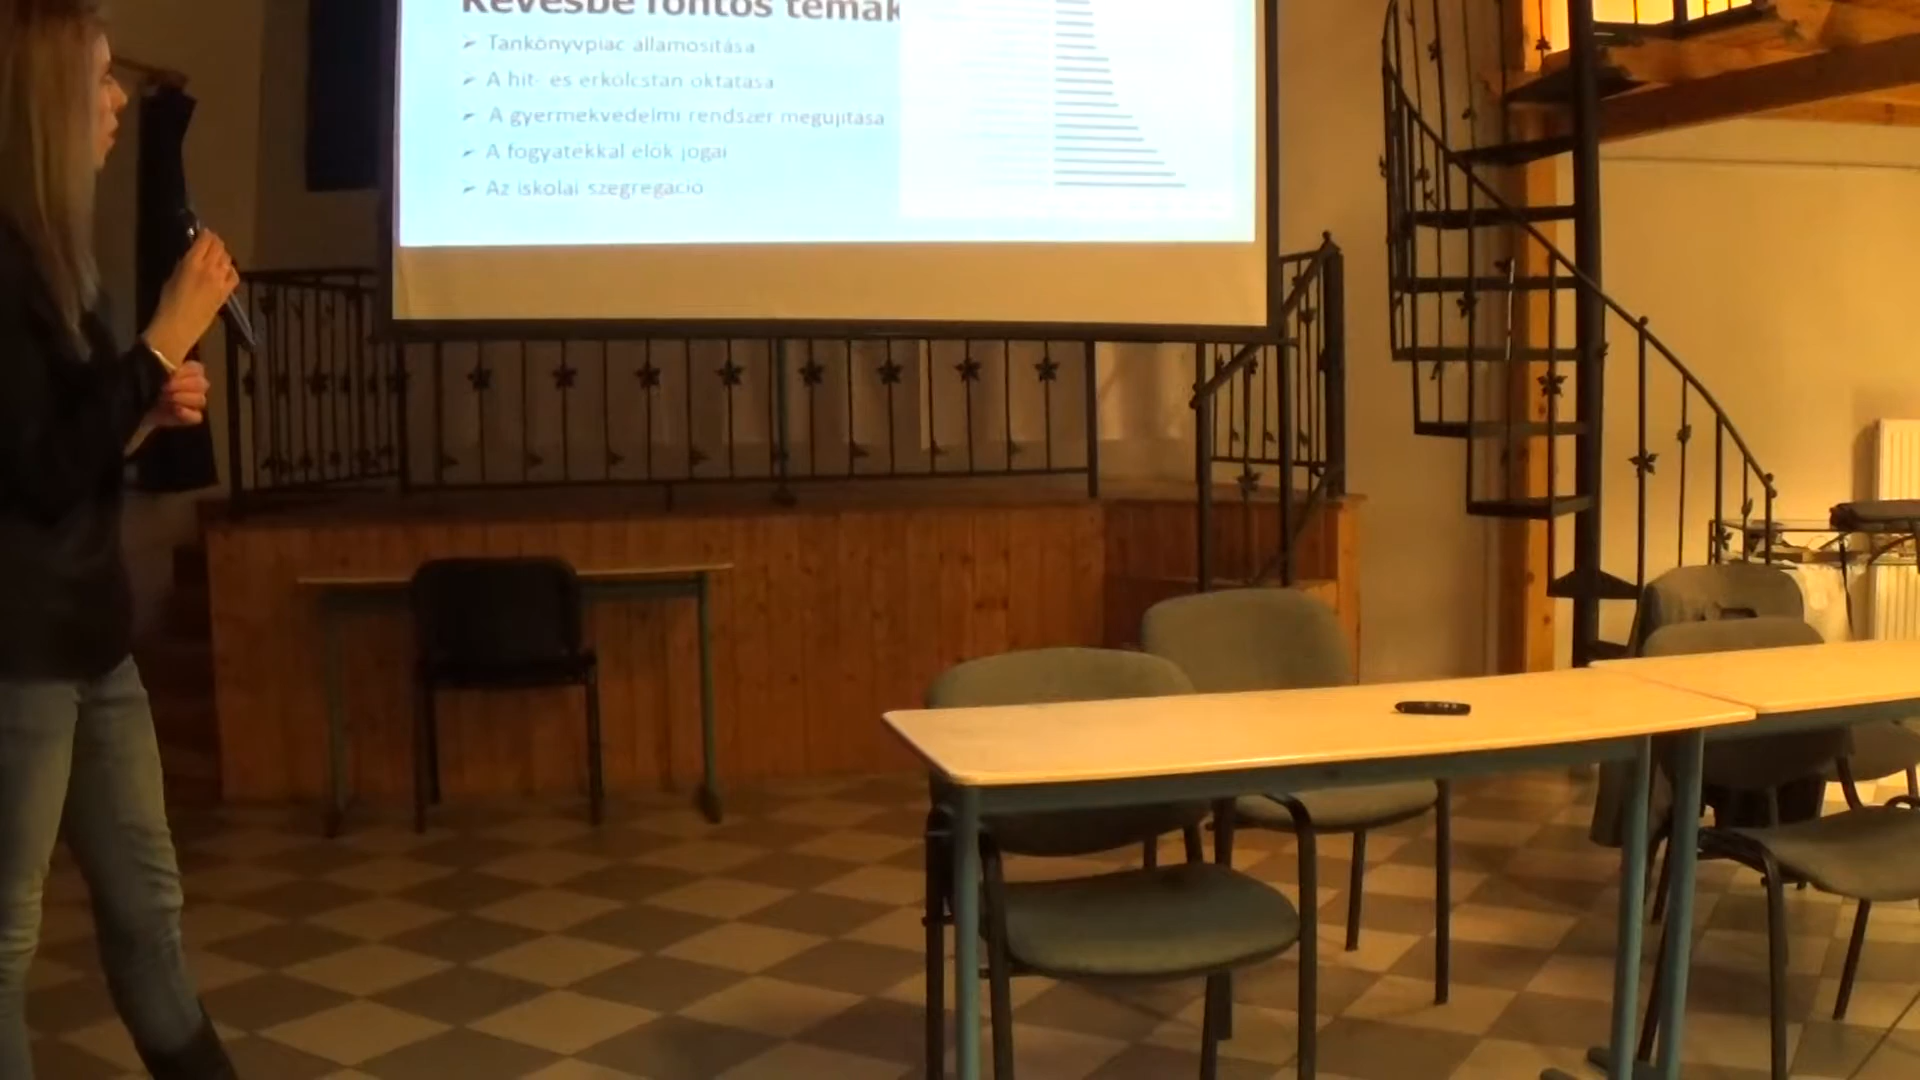 Kevésbé fontos témák
Tankönyvpiac államosítása
A hit- és erkölcstan oktatása
A gyermekvédelmi rendszer megújítása
A fogyatékkal élők jogai
Az iskolai szegregáció